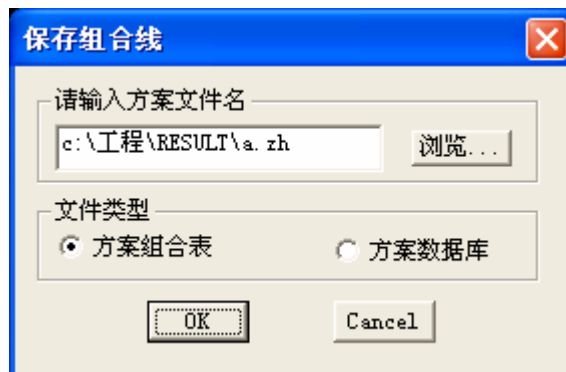 保存组合线
请输入方案文件名
c:\工程\RESULT\a.zh
浏览...
文件类型
方案组合表
方案数据库
OK
Cancel